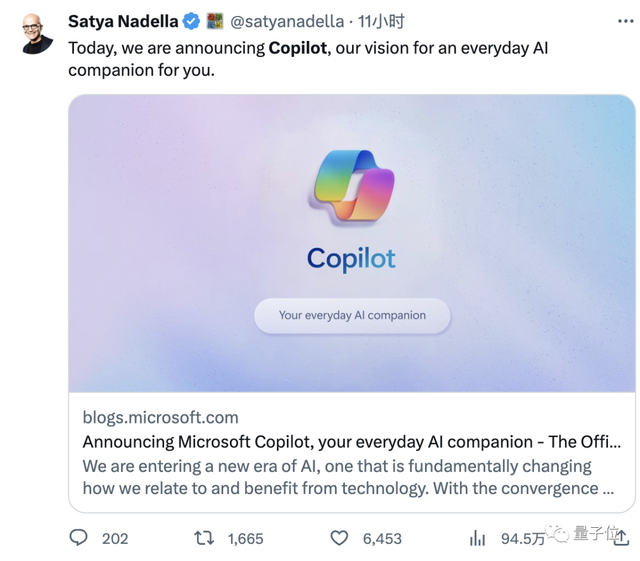 Satya Nadella @satyanadella · 11小时
Today, we are announcing Copilot, our vision for an everyday AI
companion for you.
Copilot
Your everyday AI companion
blogs.microsoft.com
Announcing Microsoft Copilot, your everyday AI companion - The Offi...
We are entering a new era of AI, one that is fundamentally changing
how we relate to and benefit from technology. With the convergence ...
202 1,665 6,453 94.5万 量子位